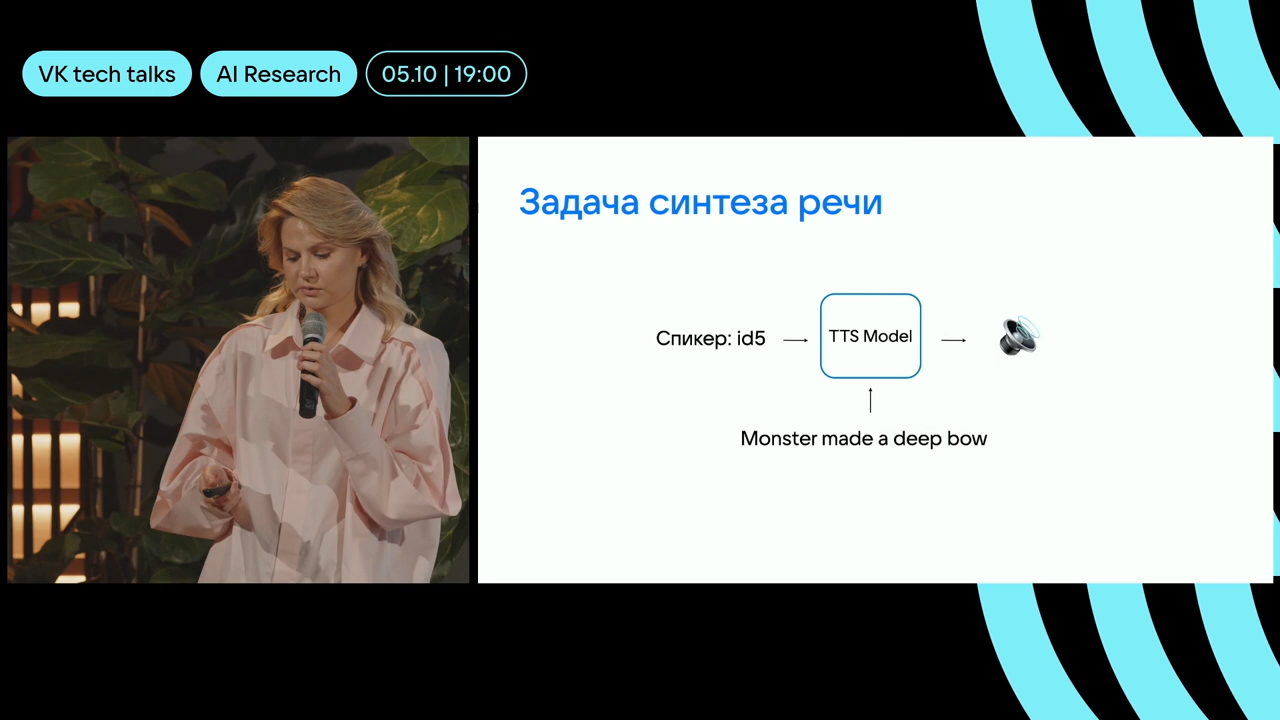 VK tech talks
AI Research
05.10 | 19:00
Задача синтеза речи
Спикер: id5
TTS Model
Monster made a deep bow